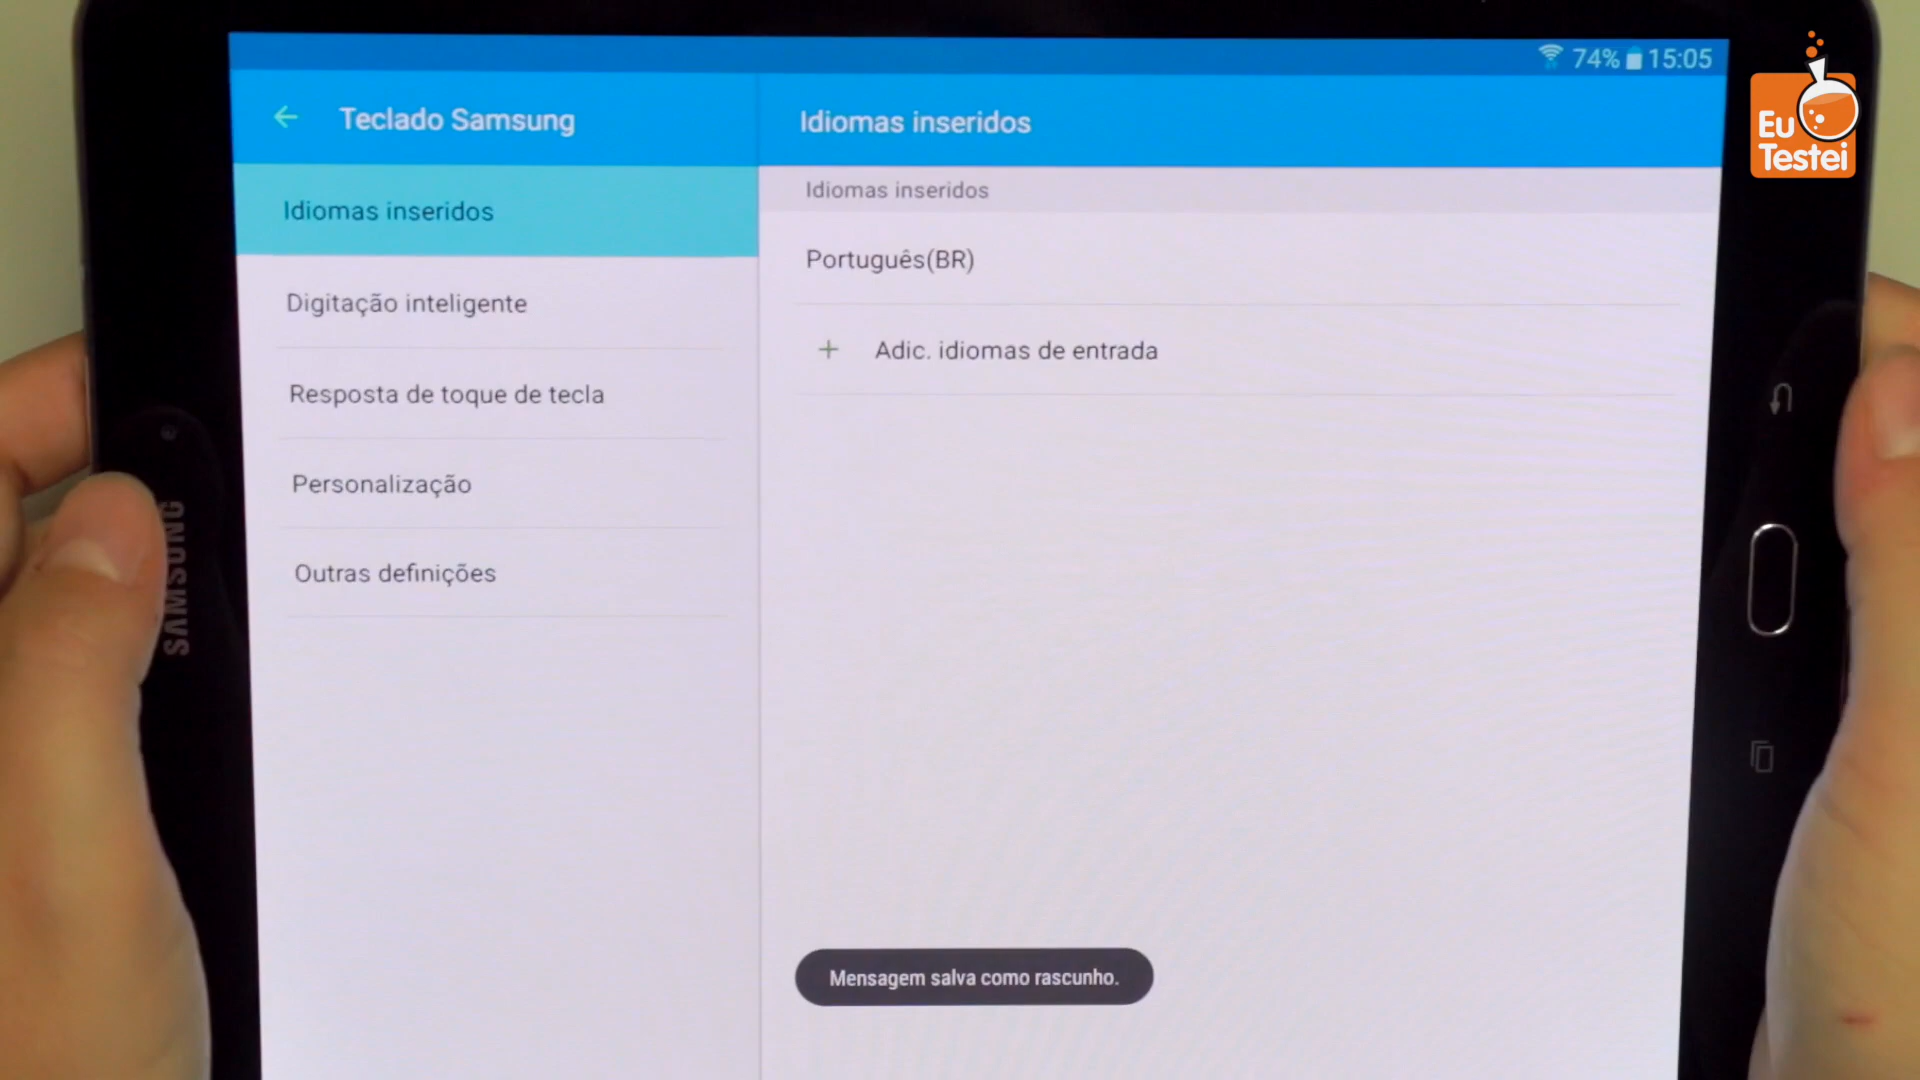 74% 15:05
Eu
Testei
Teclado Samsung
Idiomas inseridos
Digitação inteligente
Resposta de toque de tecla
Personalização
Outras definições
Idiomas inseridos
Idiomas inseridos
Português(BR)
+ Adic. idiomas de entrada
Mensagem salva como rascunho.
SAMSUNG